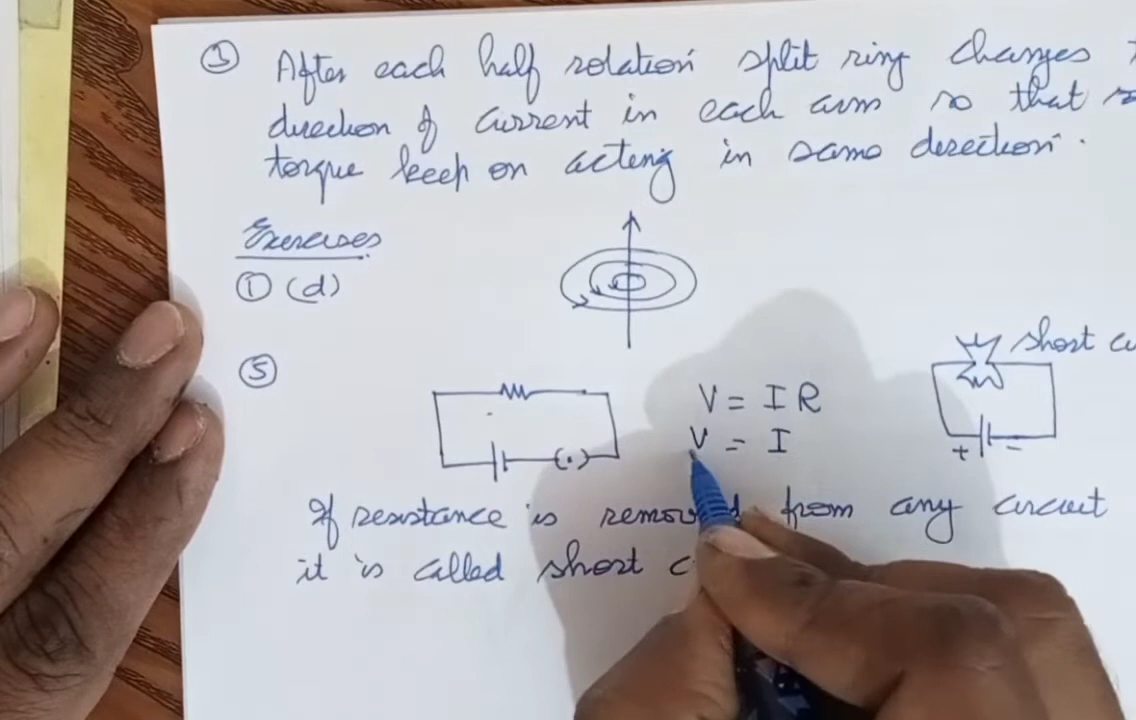 ③ After each half rotation split ring changes
direction of current in each arm so that
torque keep on acting in same direction.
Exercises
① (d)
⑤
V = IR
V = I
short
+ -
If resistance is from any circuit
it is called short